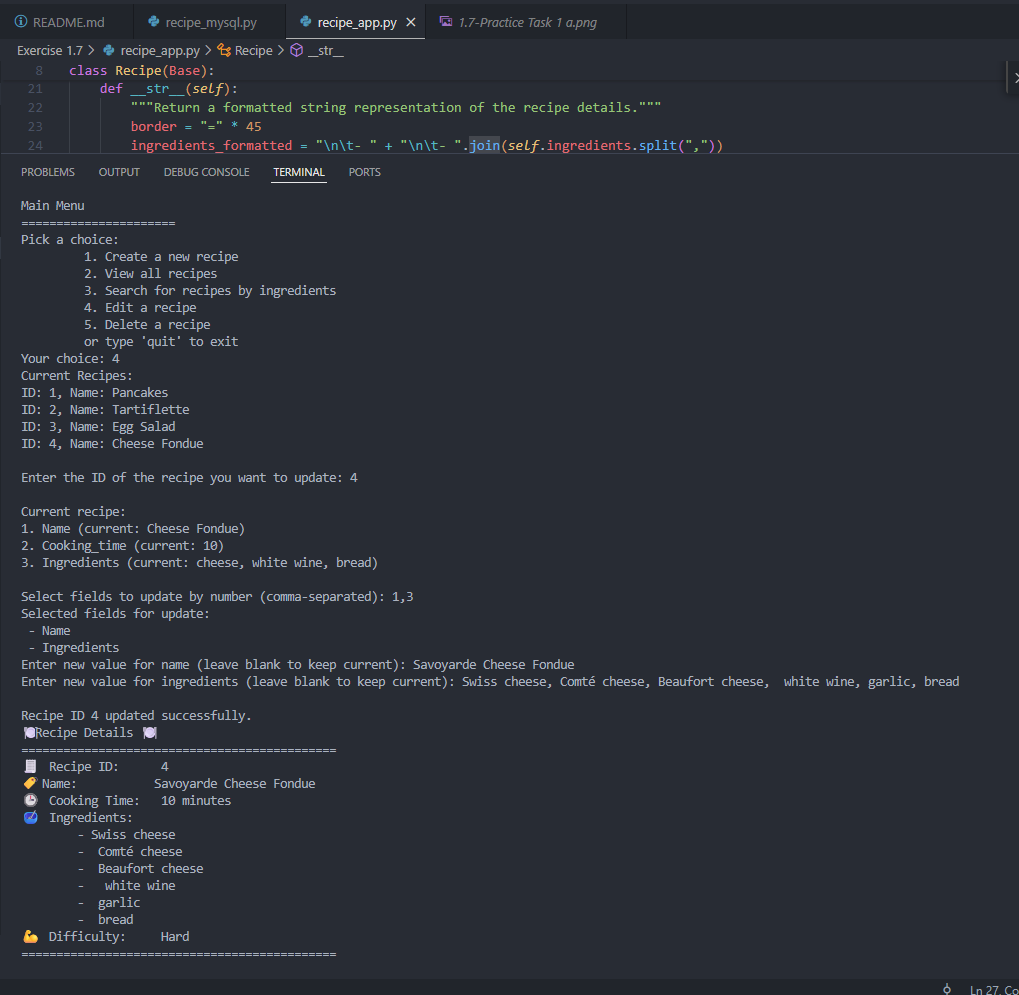 README.md recipe_mysql.py recipe_app.py 1.7-Practice Task 1 a.png
Exercise 1.7 > recipe_app.py > Recipe > __str__
8 class Recipe(Base):
21 def __str__(self):
22 """Return a formatted string representation of the recipe details."""
23 border = "=" * 45
24 ingredients_formatted = "\n\t- " + "\n\t- ".join(self.ingredients.split(","))
PROBLEMS OUTPUT DEBUG CONSOLE TERMINAL PORTS
Main Menu
======================
Pick a choice:
1. Create a new recipe
2. View all recipes
3. Search for recipes by ingredients
4. Edit a recipe
5. Delete a recipe
or type 'quit' to exit
Your choice: 4
Current Recipes:
ID: 1, Name: Pancakes
ID: 2, Name: Tartiflette
ID: 3, Name: Egg Salad
ID: 4, Name: Cheese Fondue
Enter the ID of the recipe you want to update: 4
Current recipe:
1. Name (current: Cheese Fondue)
2. Cooking_time (current: 10)
3. Ingredients (current: cheese, white wine, bread)
Select fields to update by number (comma-separated): 1,3
Selected fields for update:
- Name
- Ingredients
Enter new value for name (leave blank to keep current): Savoyarde Cheese Fondue
Enter new value for ingredients (leave blank to keep current): Swiss cheese, Comté cheese, Beaufort cheese,  white wine, garlic, bread
Recipe ID 4 updated successfully.
🍽️Recipe Details 🍽️
=============================================
🧾 Recipe ID: 4
🏷️ Name: Savoyarde Cheese Fondue
🕒 Cooking Time: 10 minutes
🥣 Ingredients:
- Swiss cheese
-  Comté cheese
-  Beaufort cheese
-   white wine
-  garlic
-  bread
💪 Difficulty: Hard
=============================================
Ln 27, Co